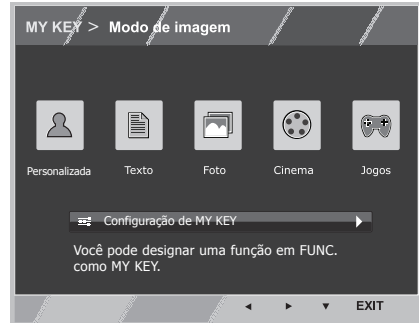 MY KEY > Modo de imagem
Personalizada Texto Foto Cinema Jogos
Configuração de MY KEY
Você pode designar uma função em FUNC.
como MY KEY.
EXIT